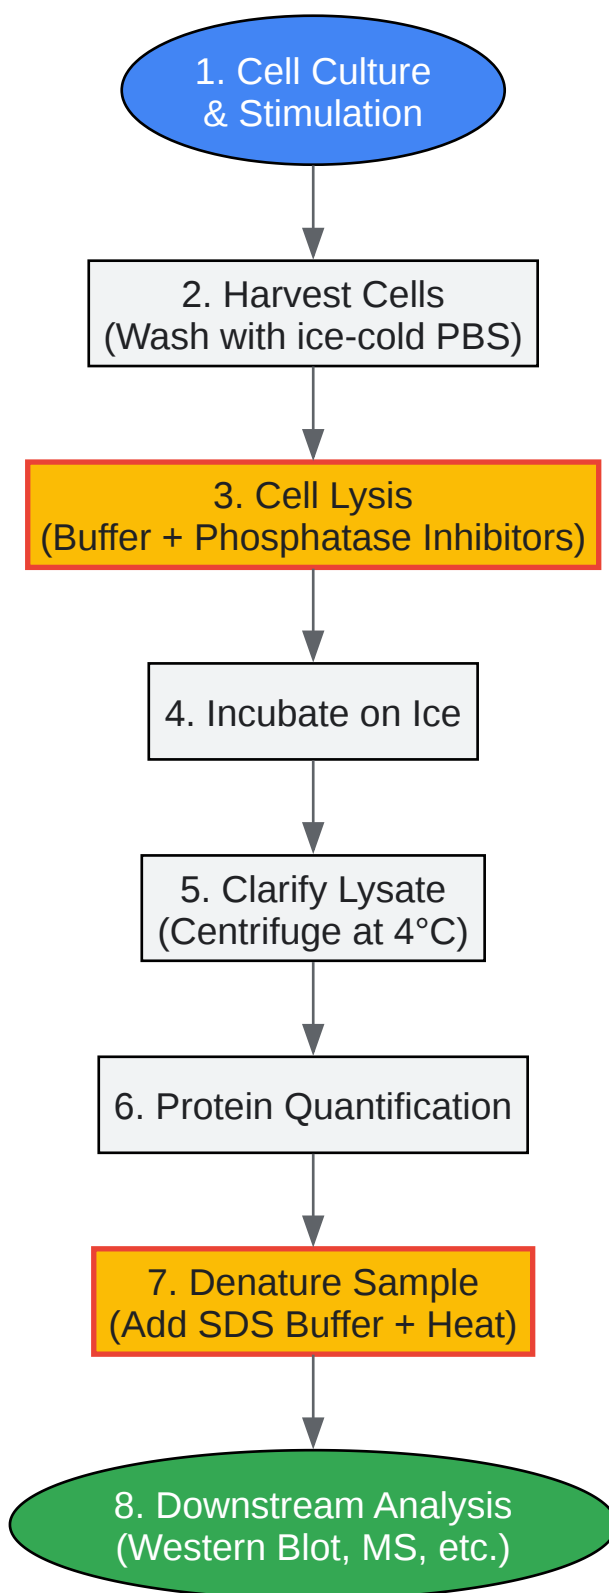 1. Cell Culture
& Stimulation
2. Harvest Cells
(Wash with ice-cold PBS)
3. Cell Lysis
(Buffer + Phosphatase Inhibitors)
4. Incubate on Ice
5. Clarify Lysate
(Centrifuge at 4°C)
6. Protein Quantification
7. Denature Sample
(Add SDS Buffer + Heat)
8. Downstream Analysis
(Western Blot, MS, etc.)